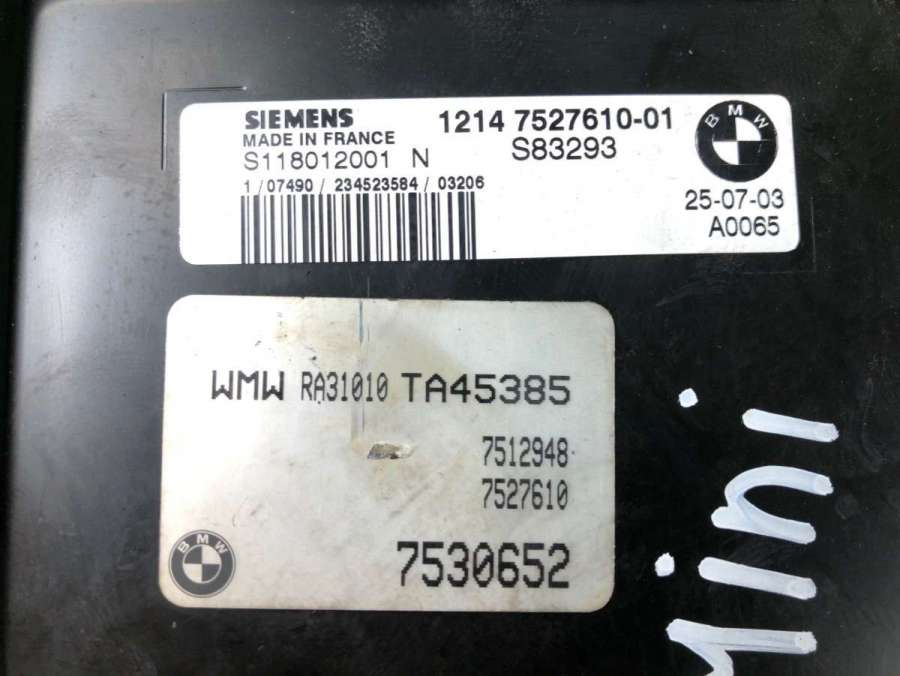 SIEMENS
MADE IN FRANCE
S118012001 N
1214 7527610-01
S83293
BMW
1/07490/234523584/03206
25-07-03
A0065
WMW RA31010 TA45385
7512948
7527610
BMW
7530652
mini